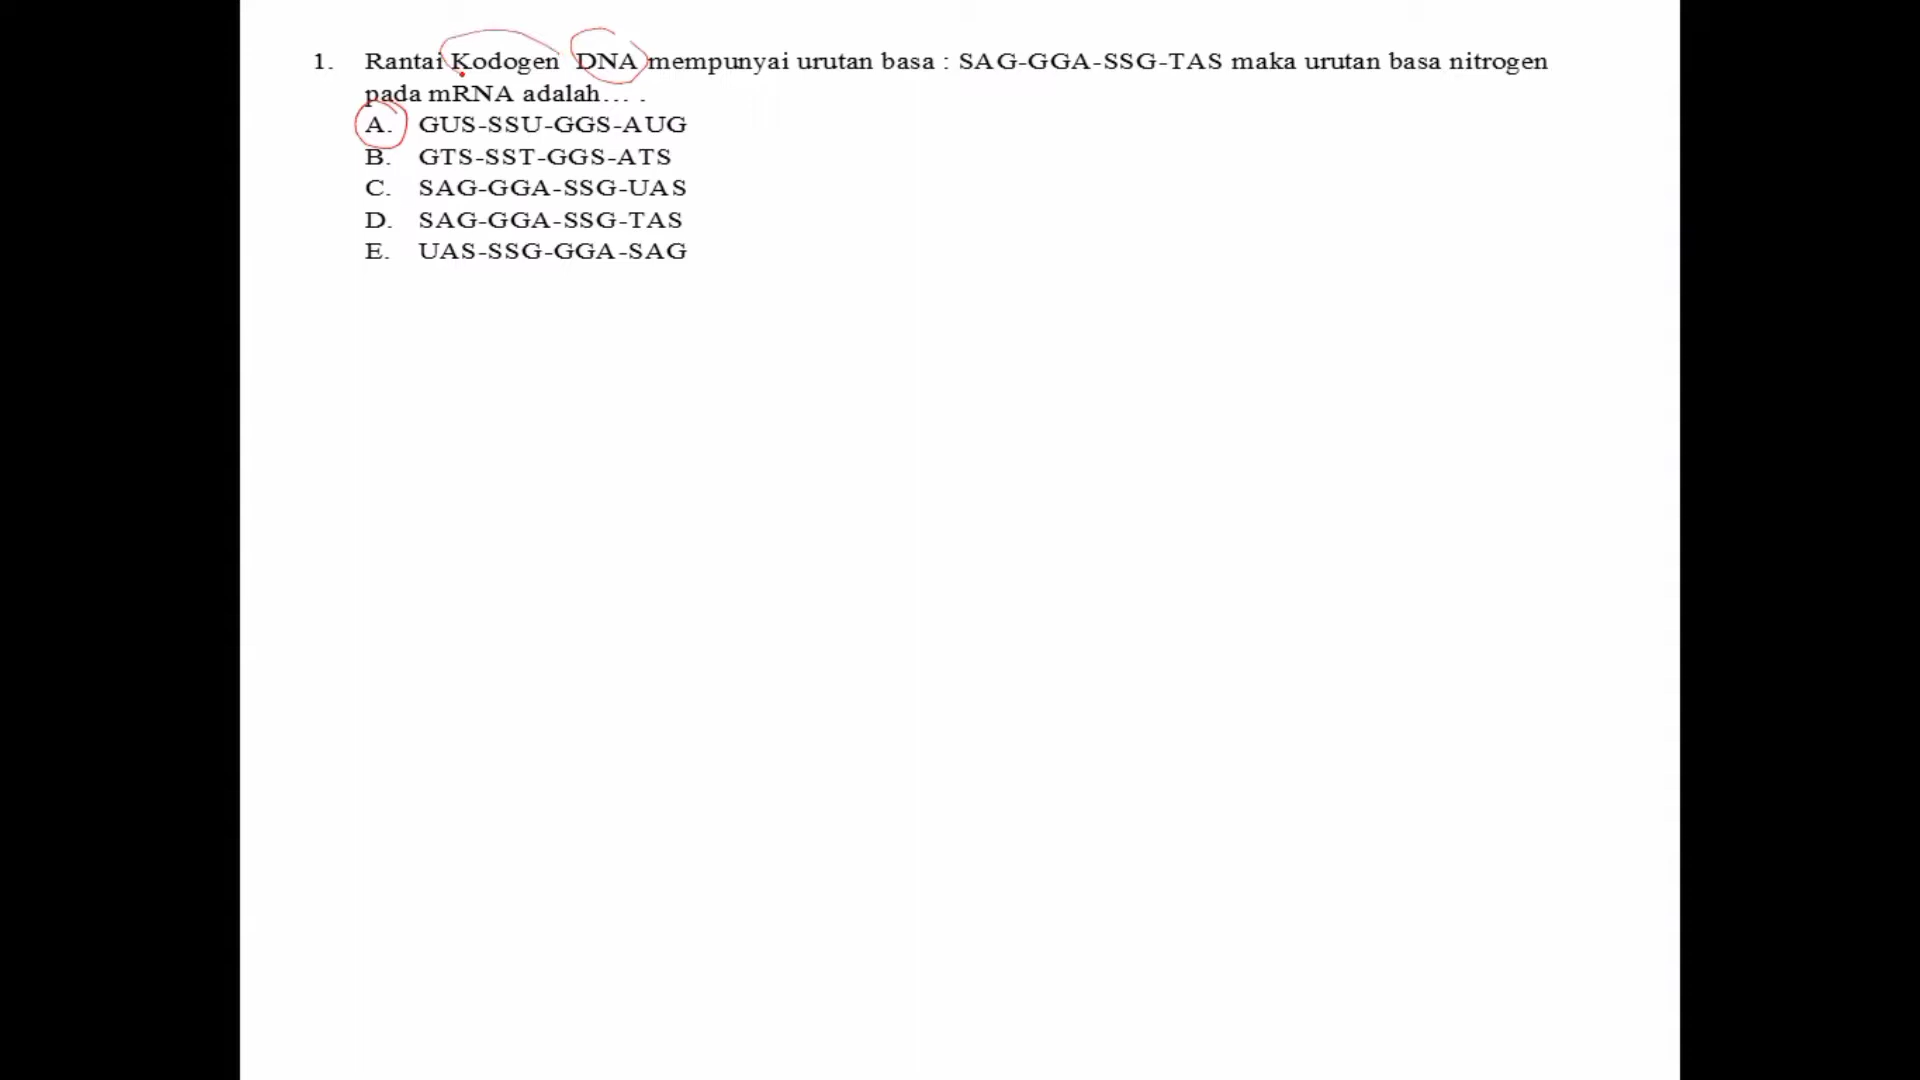 1. Rantai Kodogen DNA mempunyai urutan basa : SAG-GGA-SSG-TAS maka urutan basa nitrogen
pada mRNA adalah... .
A. GUS-SSU-GGS-AUG
B. GTS-SST-GGS-ATS
C. SAG-GGA-SSG-UAS
D. SAG-GGA-SSG-TAS
E. UAS-SSG-GGA-SAG